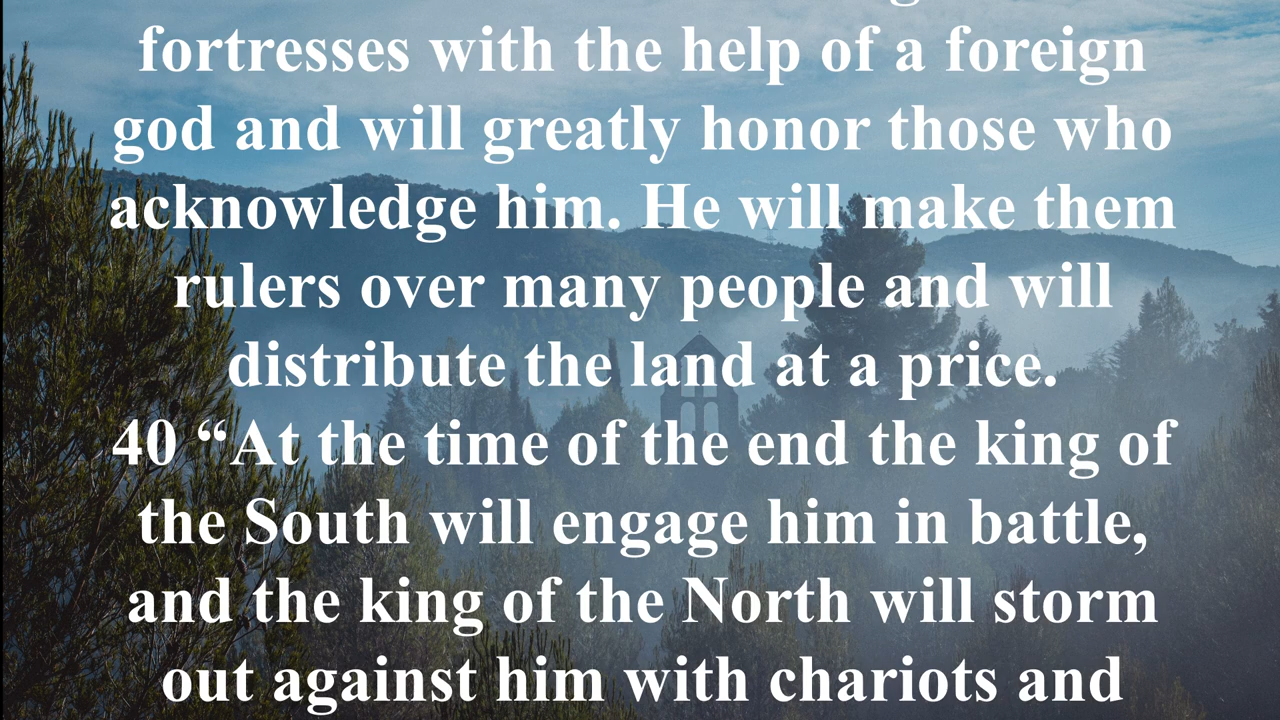 fortresses with the help of a foreign
god and will greatly honor those who
acknowledge him. He will make them
rulers over many people and will
distribute the land at a price.
40 “At the time of the end the king of
the South will engage him in battle,
and the king of the North will storm
out against him with chariots and